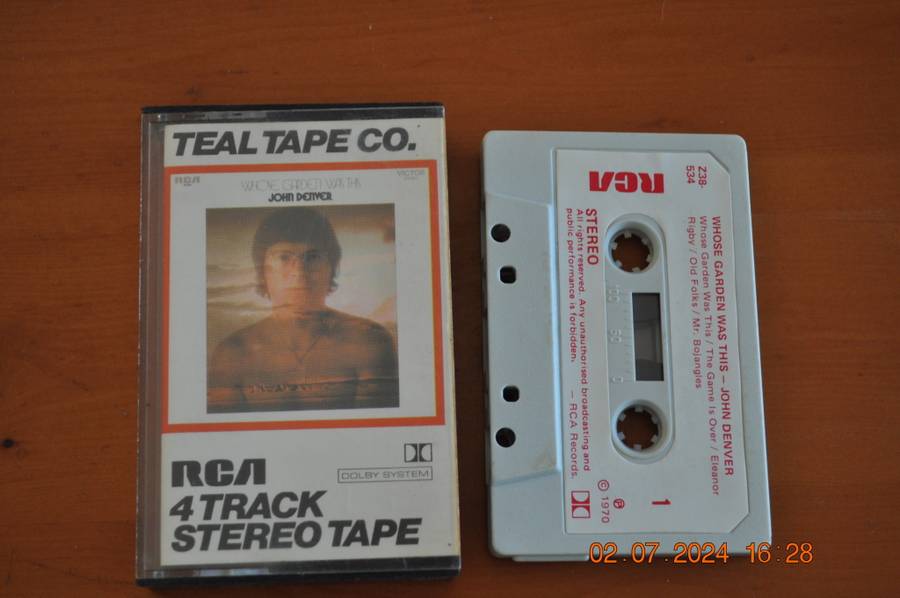 TEAL TAPE CO.
RCA
VICTOR
WHOSE GARDEN WAS THIS
JOHN DENVER
RCA
DOLBY SYSTEM
4 TRACK
STEREO TAPE
RCA
Z38-
534
WHOSE GARDEN WAS THIS – JOHN DENVER
Whose Garden Was This / The Game Is Over / Eleanor
Rigby / Old Folks / Mr. Bojangles
100 50 0
STEREO
All rights reserved. Any unauthorised broadcasting and
public performance is forbidden. – RCA Records.
1
℗
© 1970
02.07.2024 16:28